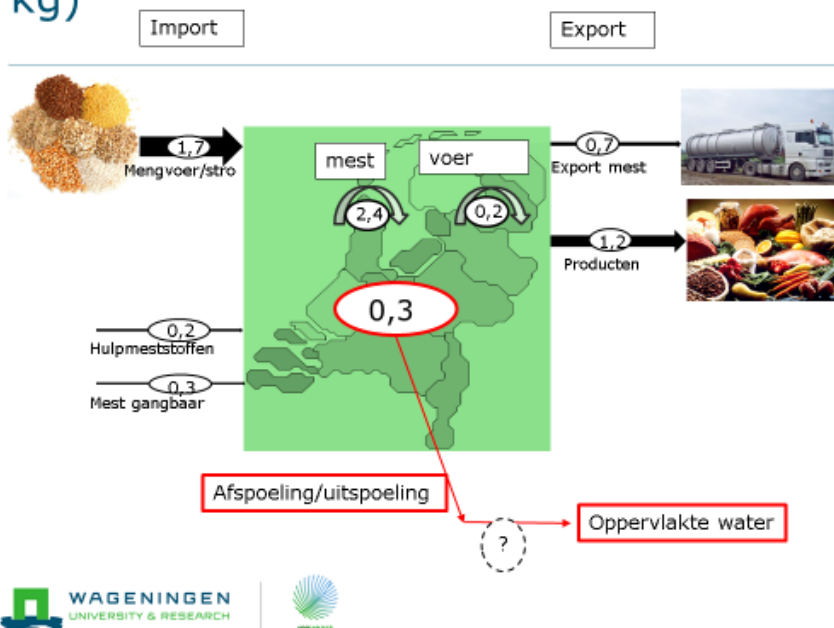 kg)
Import
Export
1,7
Mengvoer/stro
mest
voer
2,4
0,2
0,7
Export mest
1,2
Producten
0,3
0,2
Hulpmeststoffen
0,3
Mest gangbaar
Afspoeling/uitspoeling
?
Oppervlakte water
WAGENINGEN
UNIVERSITY & RESEARCH